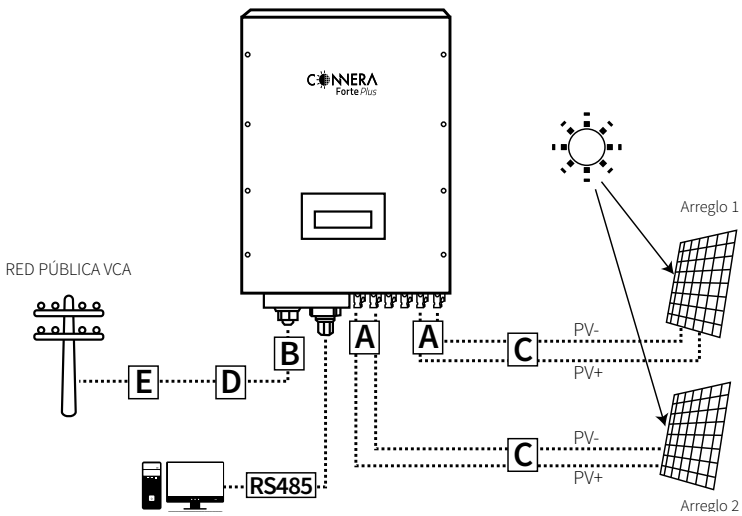 CONNERA
Forte Plus
Arreglo 1
RED PÚBLICA VCA
A
A
B
PV-
C
PV+
E
D
PV-
C
PV+
RS485
Arreglo 2